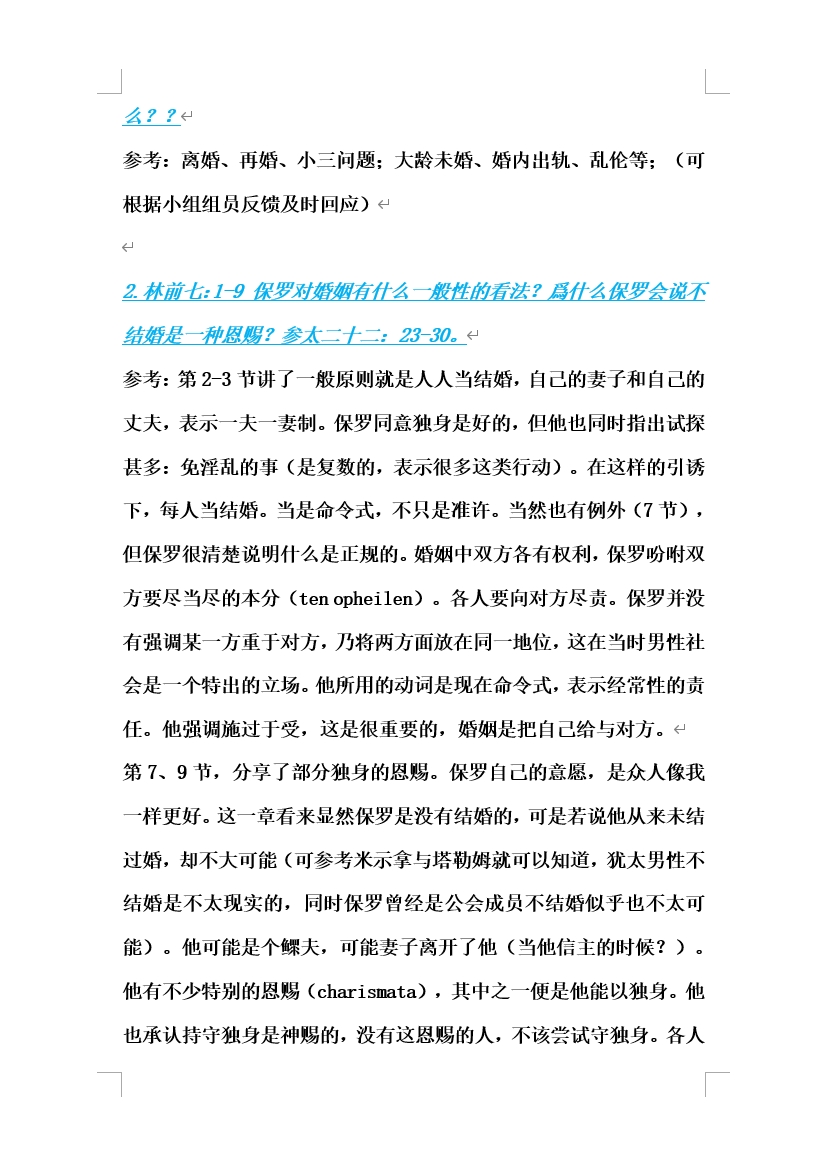 么？？
参考：离婚、再婚、小三问题；大龄未婚、婚内出轨、乱伦等；（可
根据小组组员反馈及时回应）
2.林前七：1-9 保罗对婚姻有什么一般性的看法？爲什么保罗会说不
结婚是一种恩赐？参太二十二：23-30。
参考：第2-3节讲了一般原则就是人人当结婚，自己的妻子和自己的
丈夫，表示一夫一妻制。保罗同意独身是好的，但他也同时指出试探
甚多：免淫乱的事（是复数的，表示很多这类行动）。在这样的引诱
下，每人当结婚。当是命令式，不只是准许。当然也有例外（7节），
但保罗很清楚说明什么是正规的。婚姻中双方各有权利，保罗吩咐双
方要尽当尽的本分（ten opheilen）。各人要向对方尽责。保罗并没
有强调某一方重于对方，乃将两方面放在同一地位，这在当时男性社
会是一个特出的立场。他所用的动词是现在命令式，表示经常性的责
任。他强调施过于受，这是很重要的，婚姻是把自己给与对方。
第7、9节，分享了部分独身的恩赐。保罗自己的意愿，是众人像我
一样更好。这一章看来显然保罗是没有结婚的，可是若说他从来未结
过婚，却不大可能（可参考米示拿与塔勒姆就可以知道，犹太男性不
结婚是不太现实的，同时保罗曾经是公会成员不结婚似乎也不太可
能）。他可能是个鳏夫，可能妻子离开了他（当他信主的时候？）。
他有不少特别的恩赐（charismata），其中之一便是他能以独身。他
也承认持守独身是神赐的，没有这恩赐的人，不该尝试守独身。各人